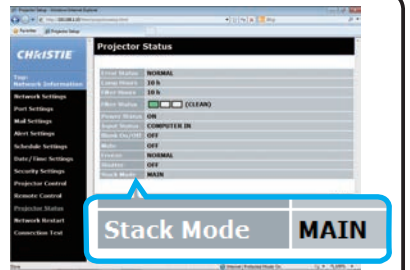 CHRISTIE
Projector Status
Top:
Network Information
Network Settings
Port Settings
Mail Settings
Alert Settings
Schedule Settings
Date/Time Settings
Security Settings
Projector Control
Remote Control
Projector Status
Network Restart
Connection Test
Error Status NORMAL
Lamp Hours 10 h
Filter Hours 10 h
Filter Status (CLEAN)
Power Status ON
Input Status COMPUTER IN
Blank On/Off OFF
Mute OFF
Freeze NORMAL
Shutter OFF
Stack Mode MAIN
Stack Mode MAIN